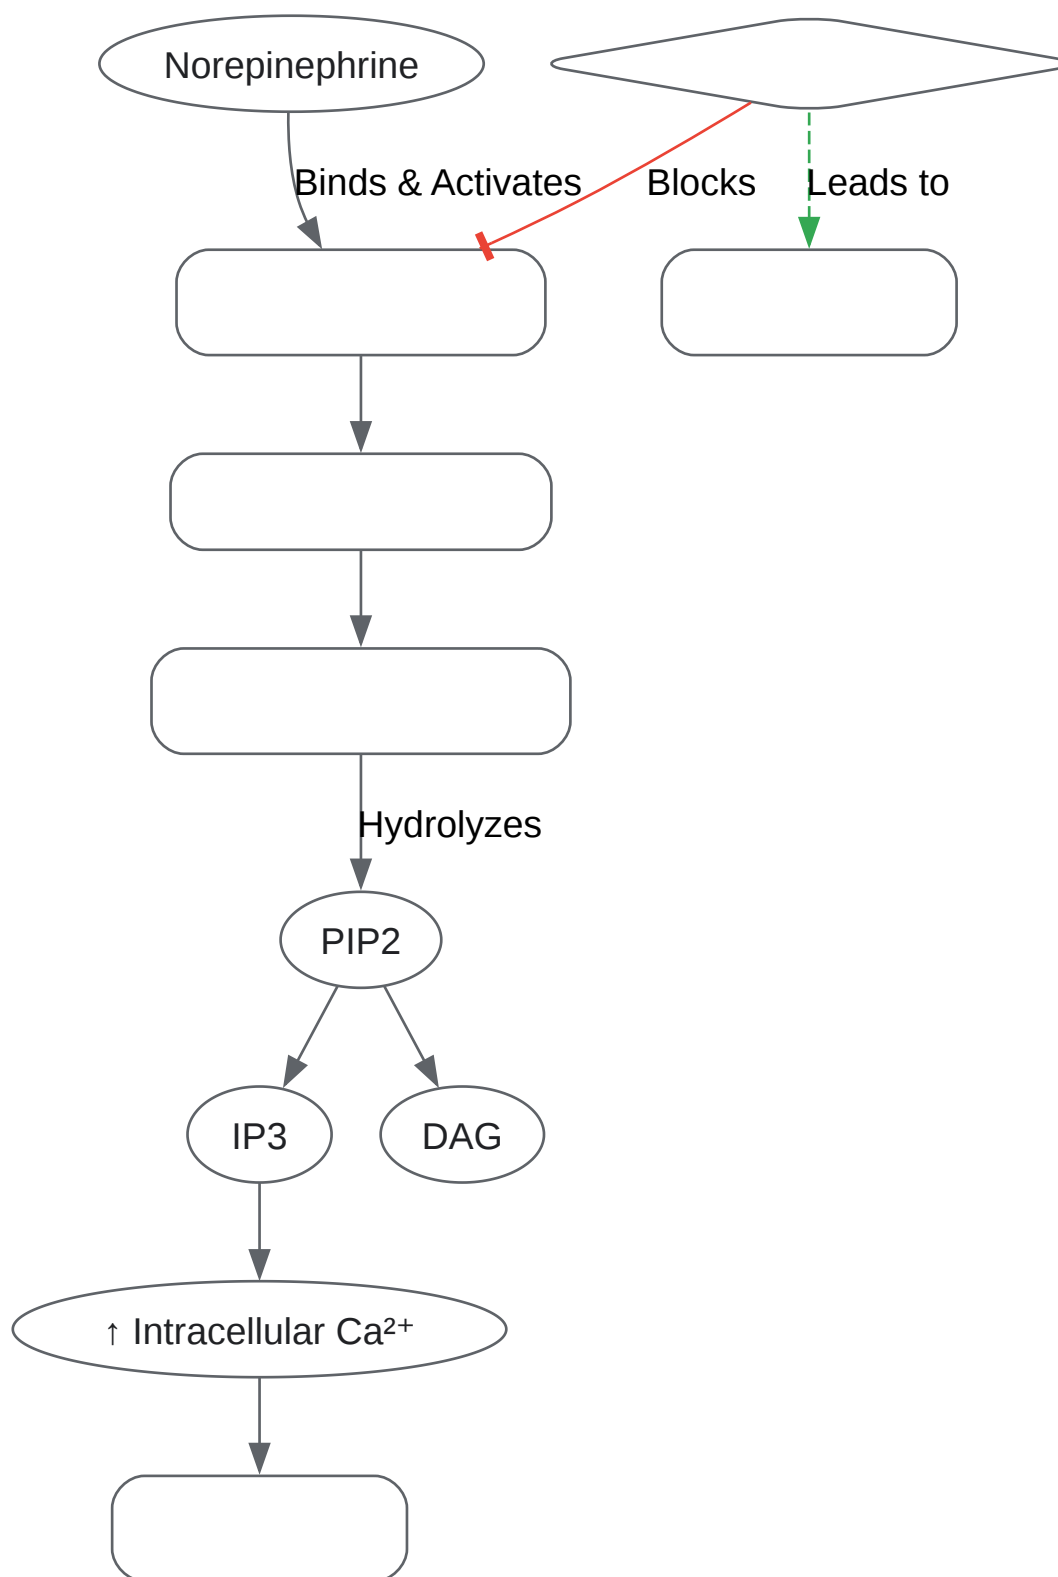 Norepinephrine
Binds & Activates
Blocks
Leads to
Hydrolyzes
PIP2
IP3
DAG
↑ Intracellular Ca²⁺